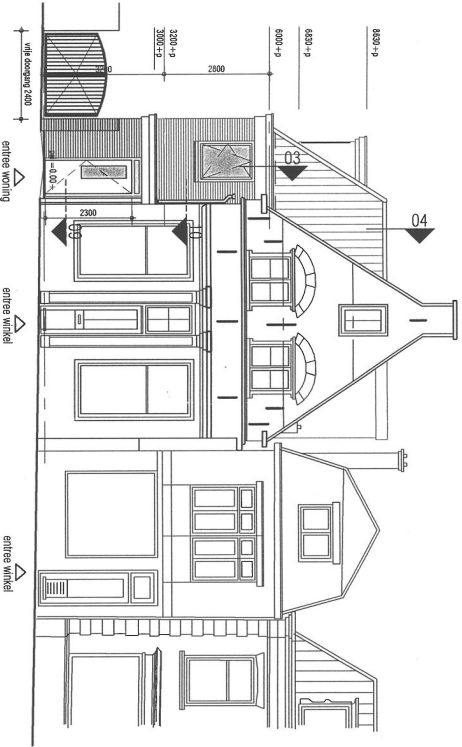 3000+p
3200+p
6000+p
6830+p
8630+p
2800
vrije doorgang 2400
03
04
2300
entree woning
entree winkel
entree winkel